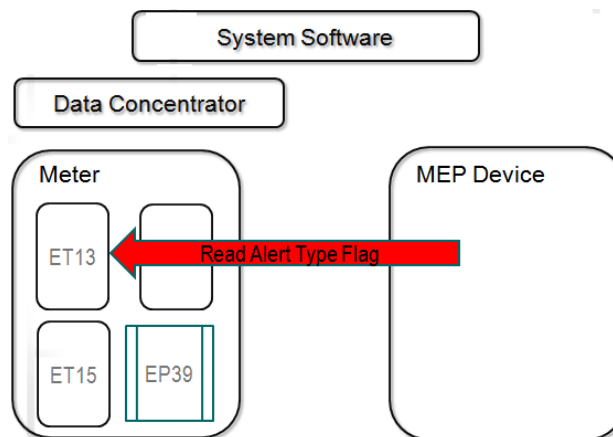 System Software
Data Concentrator
Meter
MEP Device
ET13
Read Alert Type Flag
ET15
EP39